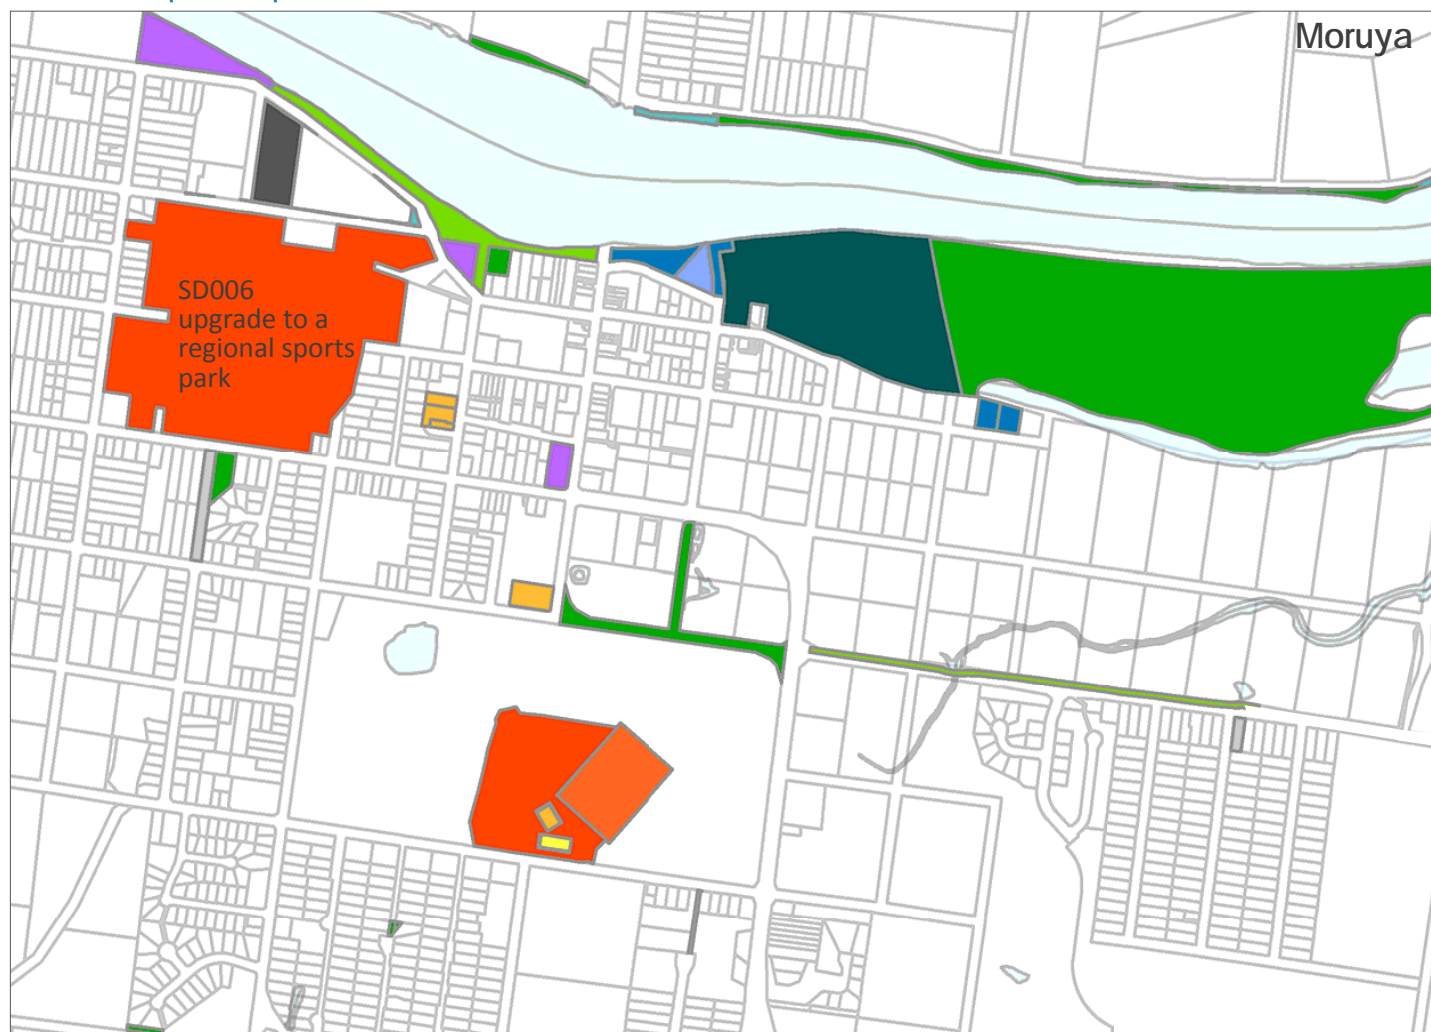 Moruya
SD006
upgrade to a
regional sports
park